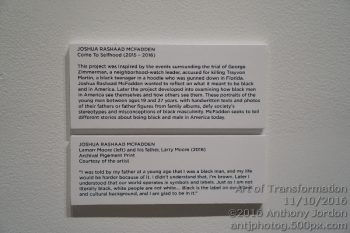 JOSHUA RASHAAD MCFADDEN
Come To Selfhood (2015 - 2016)
This project was inspired by the events surrounding the trial of George
Zimmerman, a neighborhood-watch leader, accused for killing Trayvon
Martin, a black teenager in a hoodie who was gunned down in Florida.
Joshua Rashaad McFadden wanted to reflect on what it meant to be black
and in America. Later the project developed into examining how black men
in America see themselves and how others see them. These portraits of the
young men between ages 19 and 27 years, with handwritten texts and photos
of their fathers or father figures from family albums, defy society's
stereotypes and misconceptions of black masculinity. McFadden seeks to tell
different stories about being black and male in America today.
JOSHUA RASHAAD MCFADDEN
Lemair Moore (left) and his father, Larry Moore (2016)
Archival Pigement Print
Courtesy of the artist
"I was told by my father at a young age that I was a black man, and my life
would be harder because of it. I didn't understand that, I'm brown. Later I
understood that our world operates in symbols and labels. Just as I am not
literally black, white people are not white... Black is the label on
and cultural background, and I am glad to be in it."
Art of Transformation
11/10/2016
©2016 Anthony Jordon
antjphotog.500px.com